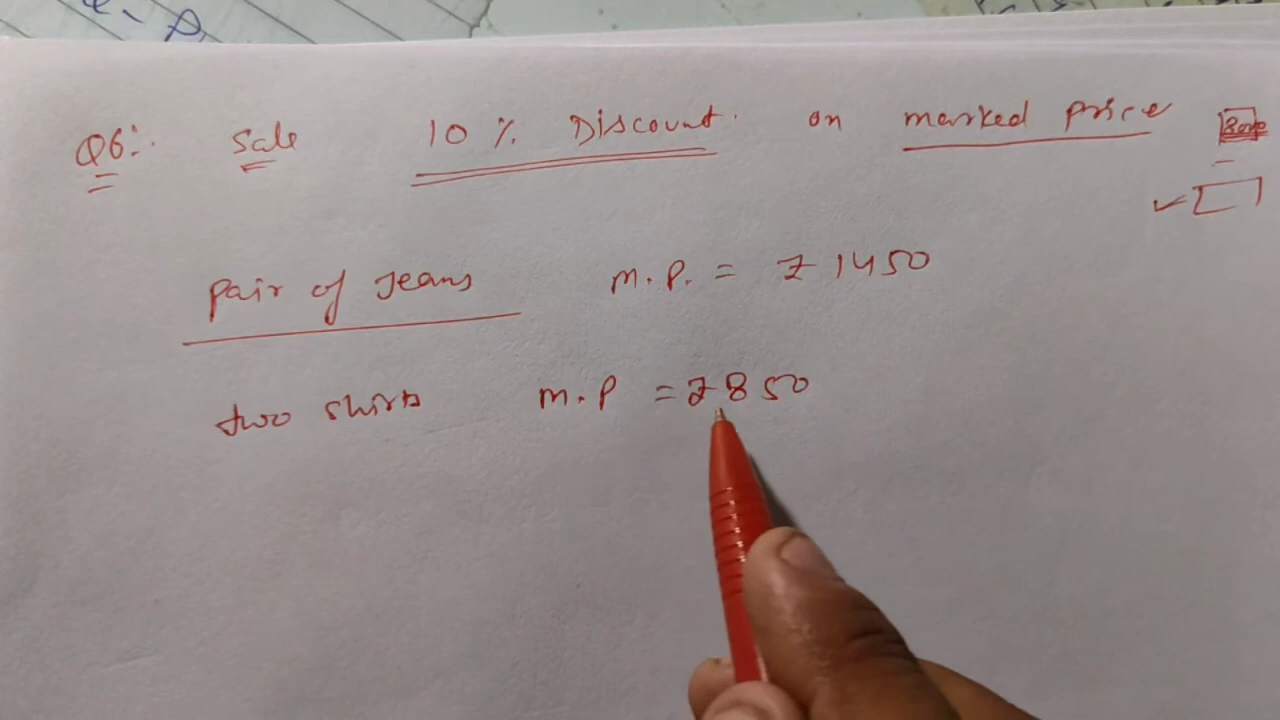 Q6:. Sale 10 % Discount. on marked price
Pair of Jeans M.P. = ₹ 1450
two shirts M.P = ₹ 850